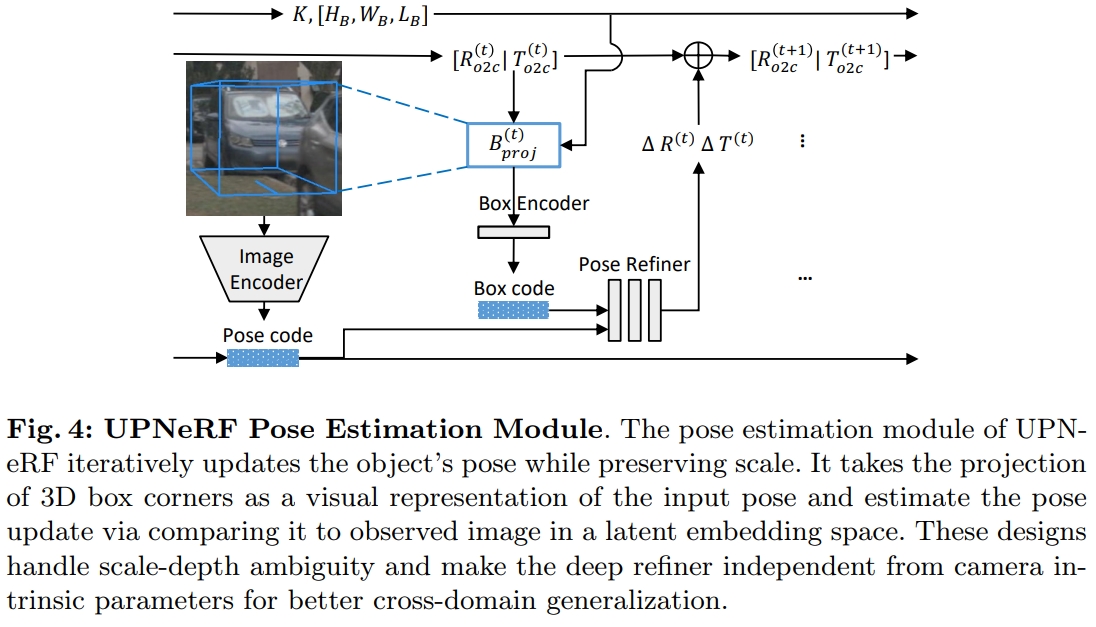 K, [H_B, W_B, L_B]
[R_{o2c}^{(t)} | T_{o2c}^{(t)}]
[R_{o2c}^{(t+1)} | T_{o2c}^{(t+1)}]
B_{proj}^{(t)}
Δ R^{(t)} Δ T^{(t)}
⋮
Box Encoder
Image
Encoder
Pose Refiner
...
Box code
Pose code
Fig. 4: UPNeRF Pose Estimation Module. The pose estimation module of UPN-
eRF iteratively updates the object's pose while preserving scale. It takes the projection
of 3D box corners as a visual representation of the input pose and estimate the pose
update via comparing it to observed image in a latent embedding space. These designs
handle scale-depth ambiguity and make the deep refiner independent from camera in-
trinsic parameters for better cross-domain generalization.